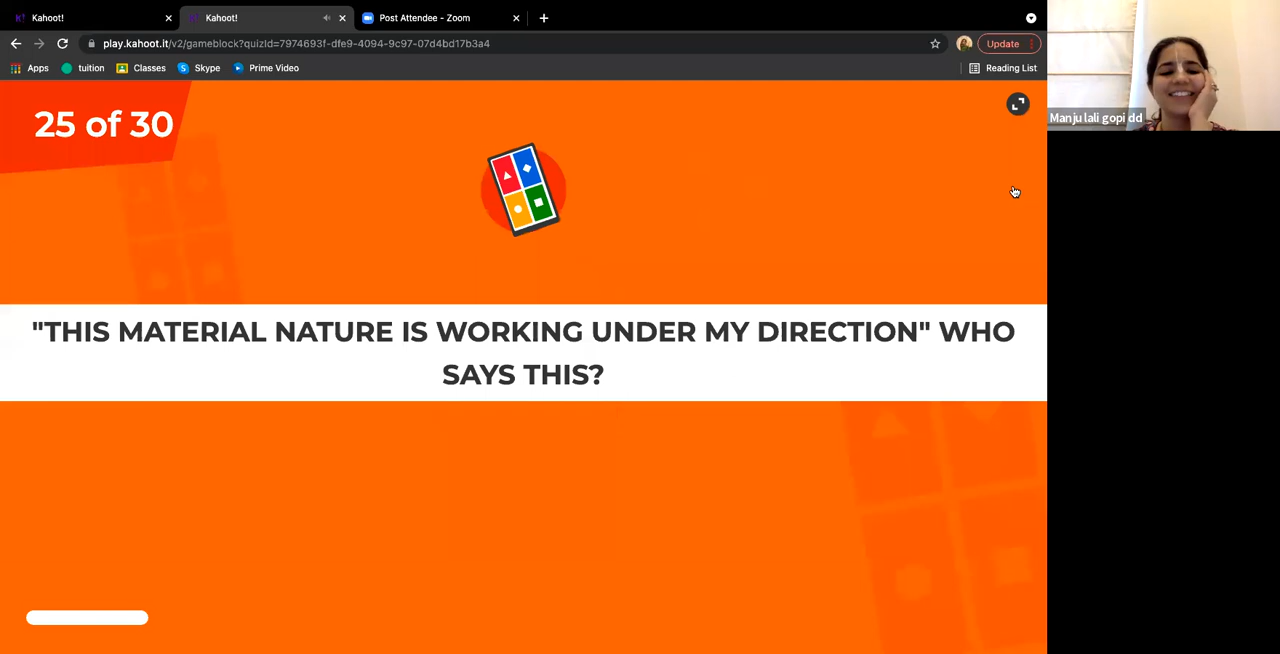 Kahoot!
Kahoot!
Post Attendee - Zoom
play.kahoot.it/v2/gameblock?quizId=7974693f-dfe9-4094-9c97-07d4bd17b3a4
Update
Apps
tuition
Classes
Skype
Prime Video
Reading List
25 of 30
Manju lali gopi dd
"THIS MATERIAL NATURE IS WORKING UNDER MY DIRECTION" WHO
SAYS THIS?